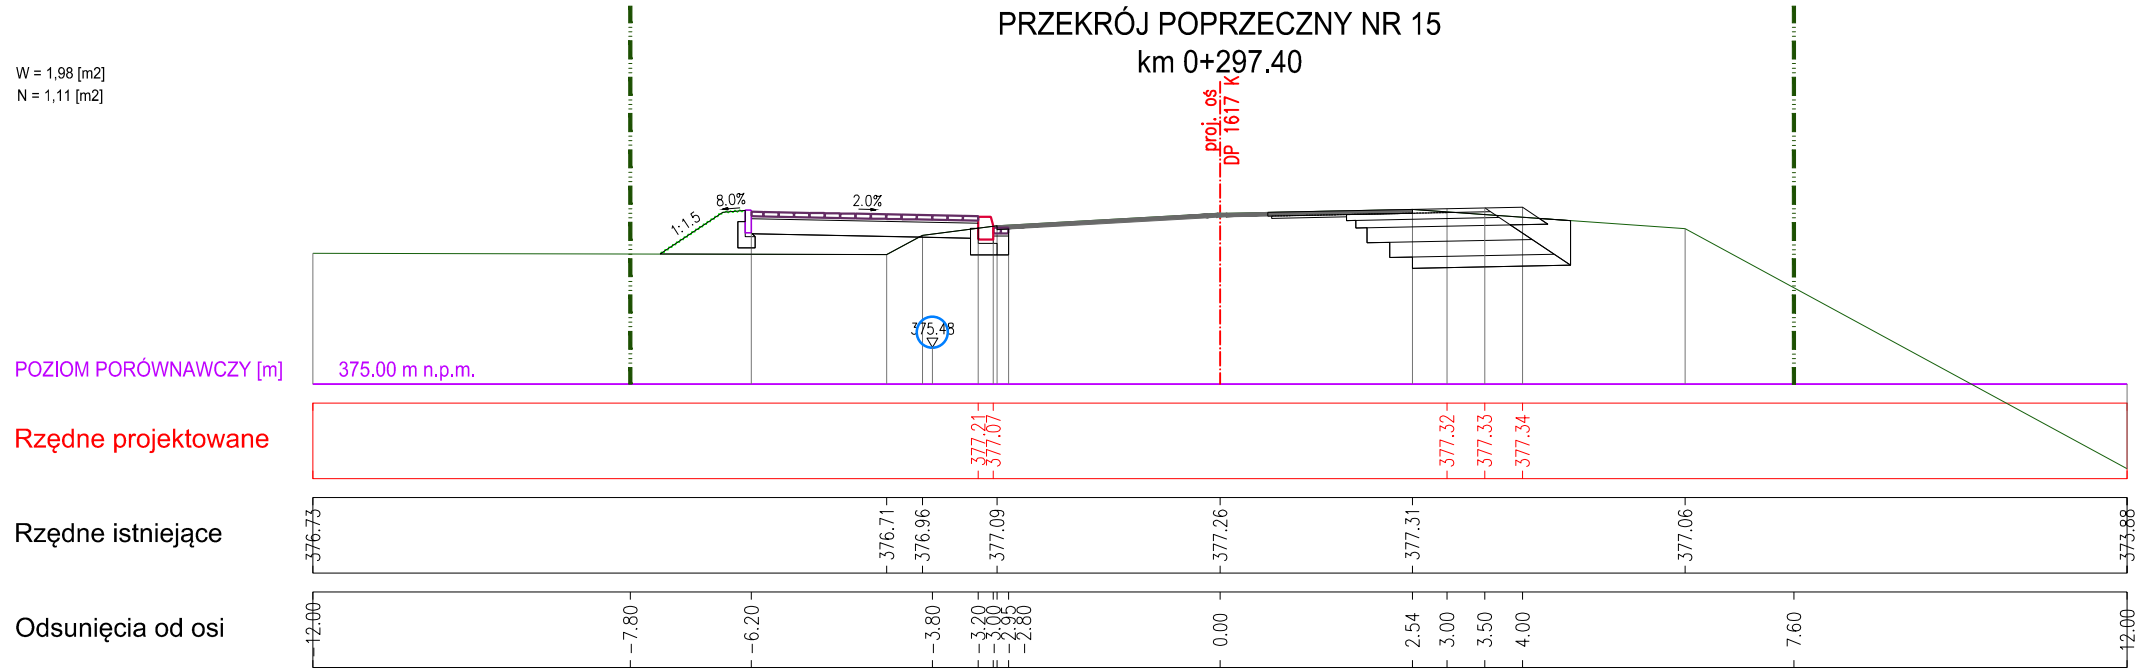 PRZEKRÓJ POPRZECZNY NR 15
km 0+297.40
W = 1,98 [m2]
N = 1,11 [m2]
proj. oś
DP 1617 K
1:1.5
8.0%
2.0%
375.48
POZIOM PORÓWNAWCZY [m]
375.00 m n.p.m.
Rzędne projektowane
377.21
377.07
377.32
377.33
377.34
Rzędne istniejące
376.73
376.71
376.96
377.09
377.26
377.31
377.06
373.88
Odsunięcia od osi
-12.00
-7.80
-6.20
-3.80
-3.20
-3.00
-2.95
-2.80
0.00
2.54
3.00
3.50
4.00
7.60
12.00